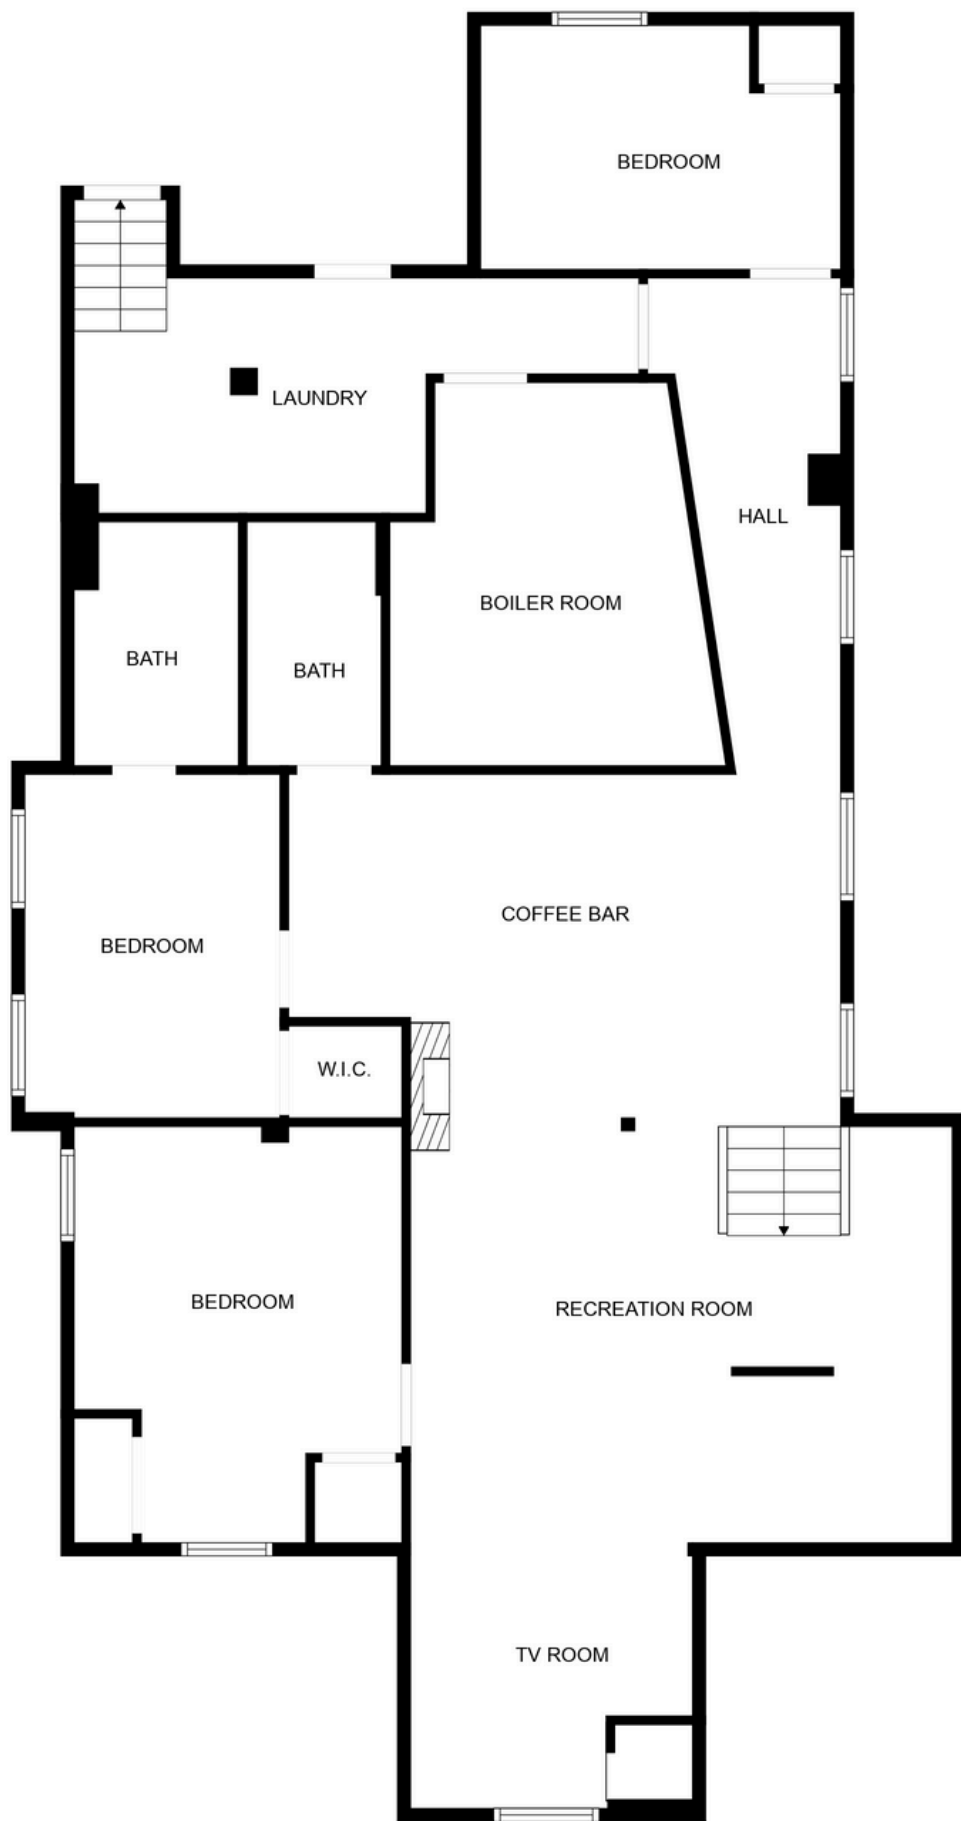 BEDROOM
LAUNDRY
HALL
BOILER ROOM
BATH
BATH
COFFEE BAR
BEDROOM
W.I.C.
BEDROOM
RECREATION ROOM
TV ROOM